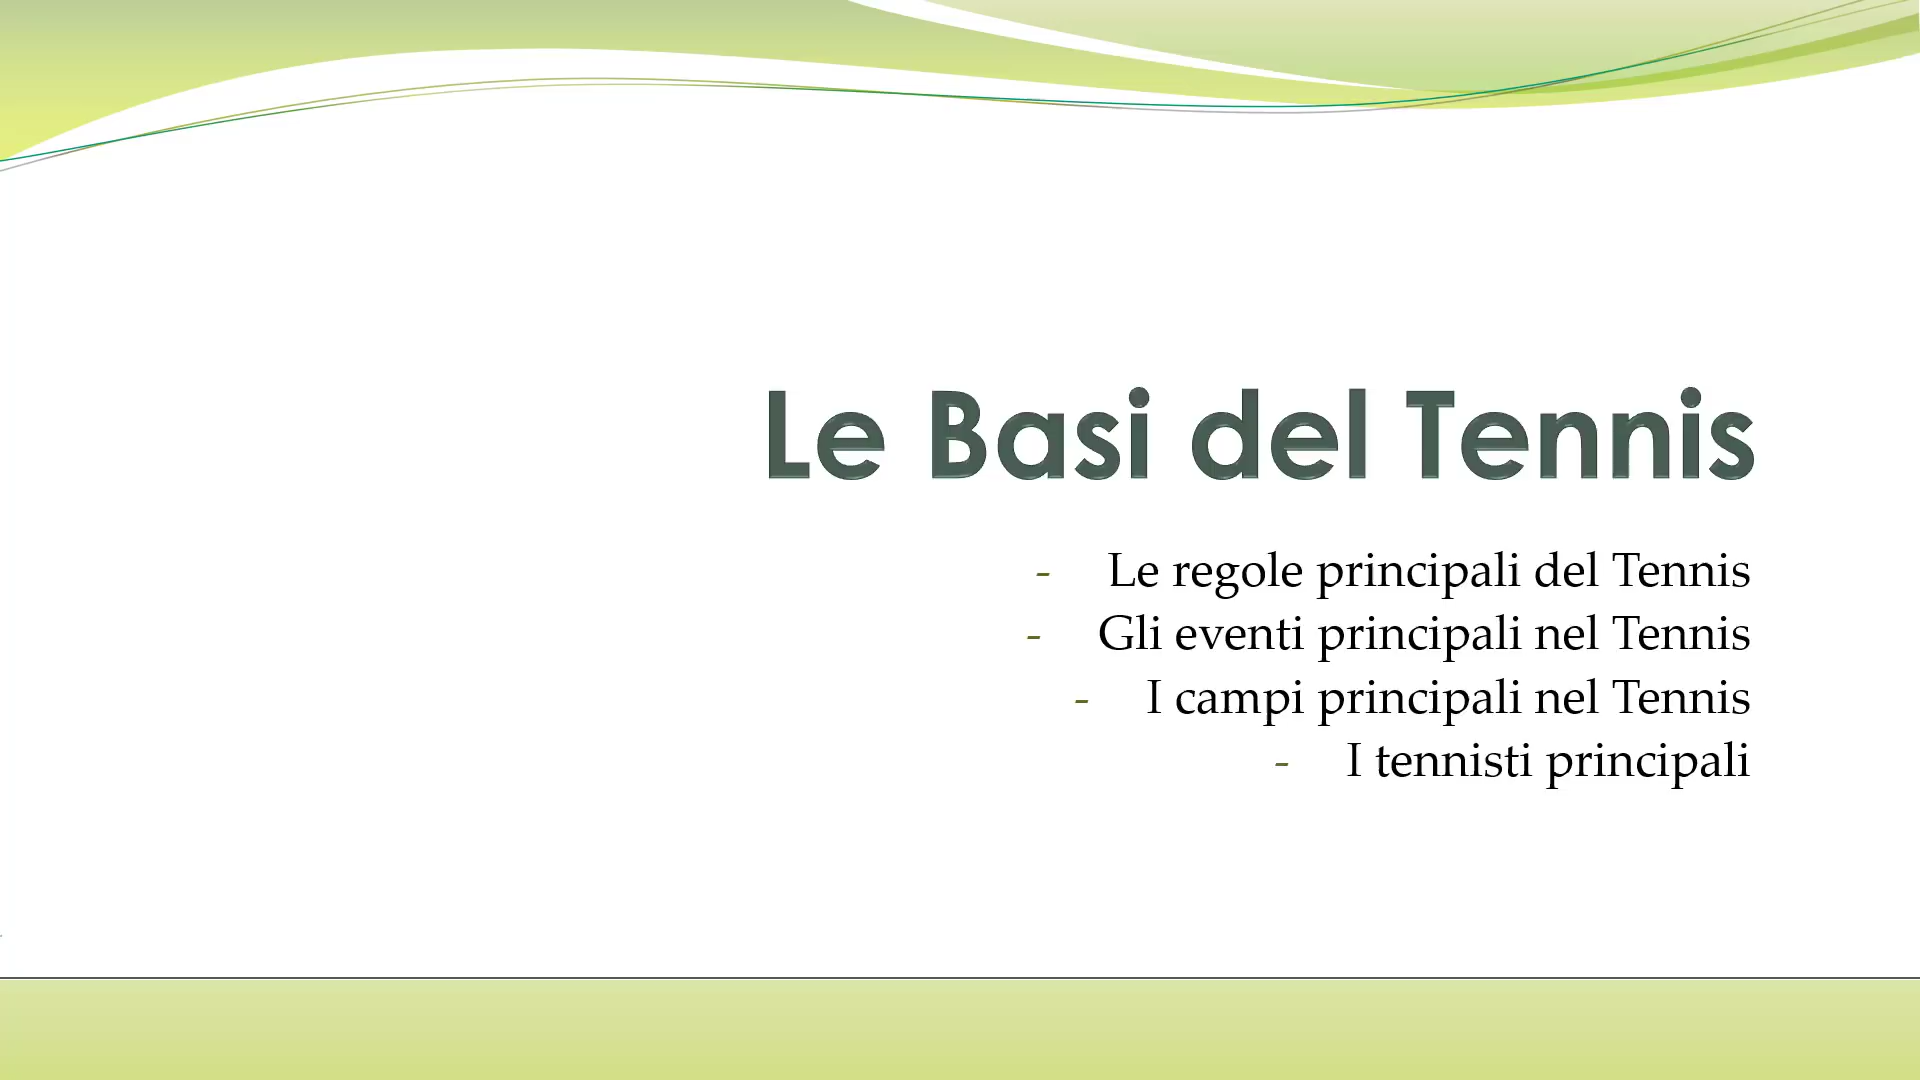 Le Basi del Tennis
- Le regole principali del Tennis
- Gli eventi principali nel Tennis
- I campi principali nel Tennis
- I tennisti principali